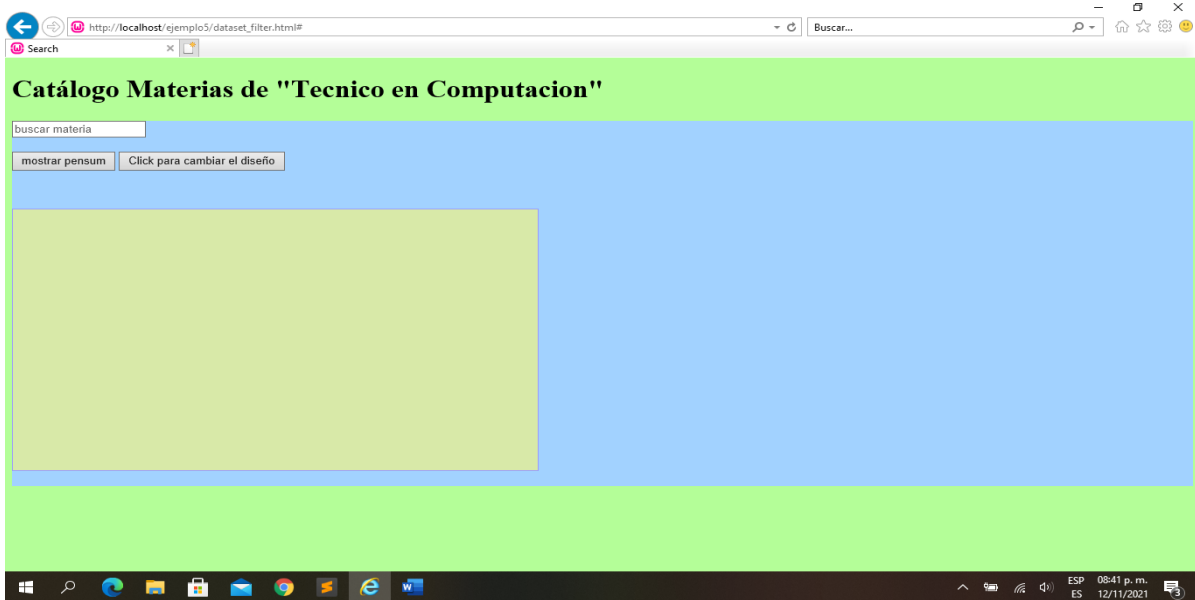 http://localhost/ejemplo5/dataset_filter.html#
Buscar...
Search
Catálogo Materias de "Tecnico en Computacion"
buscar materia
mostrar pensum Click para cambiar el diseño
ESP 08:41 p. m.
ES 12/11/2021
3